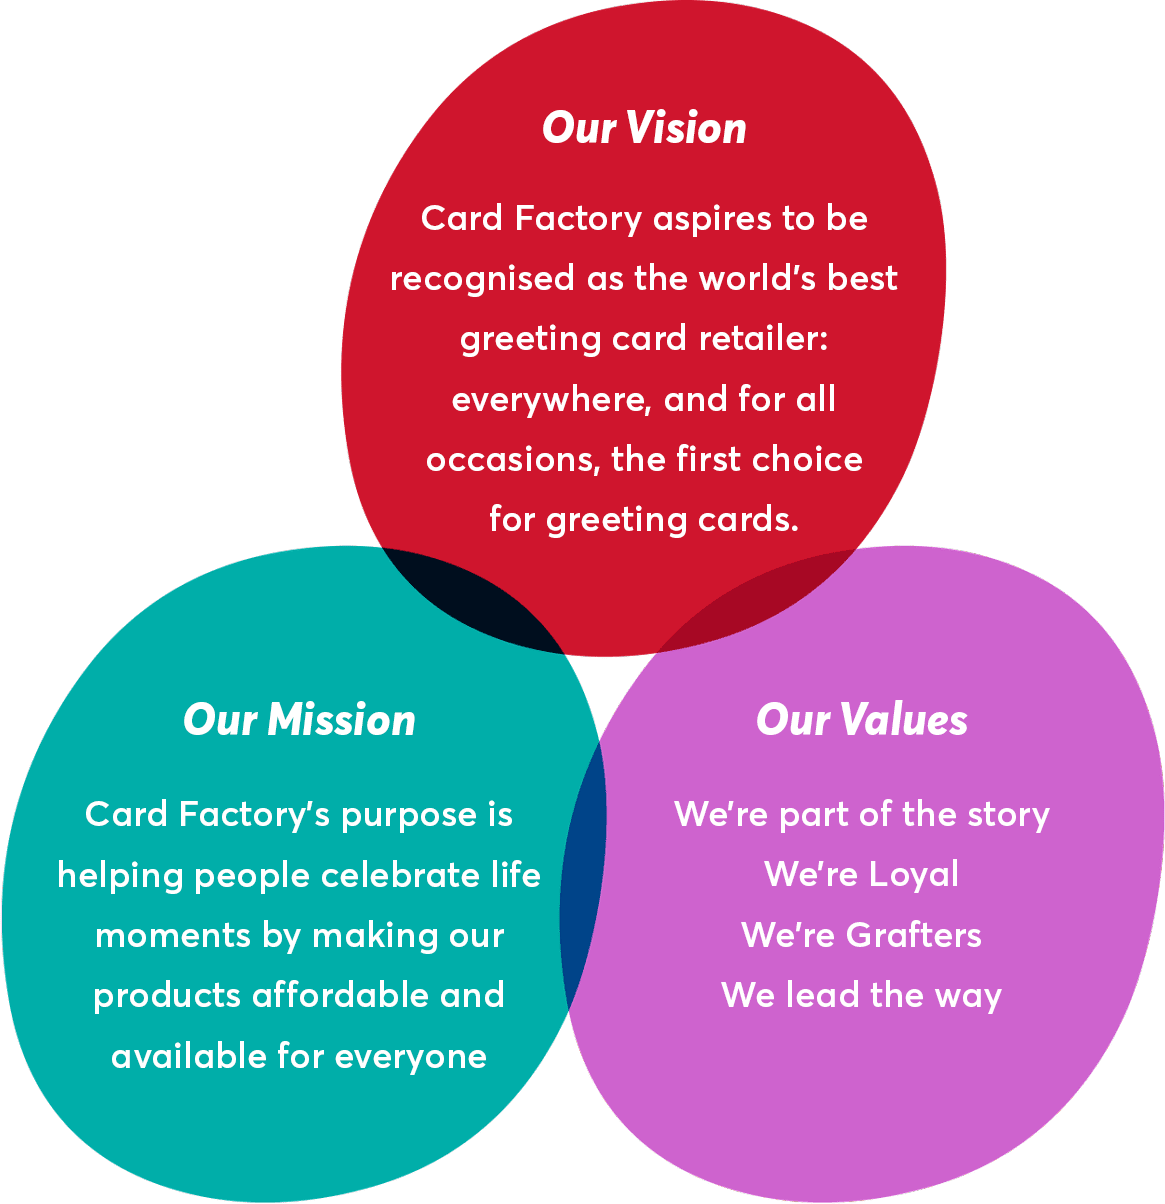 Our Vision
Card Factory aspires to be
recognised as the world's best
greeting card retailer:
everywhere, and for all
occasions, the first choice
for greeting cards.
Our Mission
Card Factory's purpose is
helping people celebrate life
moments by making our
products affordable and
available for everyone
Our Values
We're part of the story
We're Loyal
We're Grafters
We lead the way